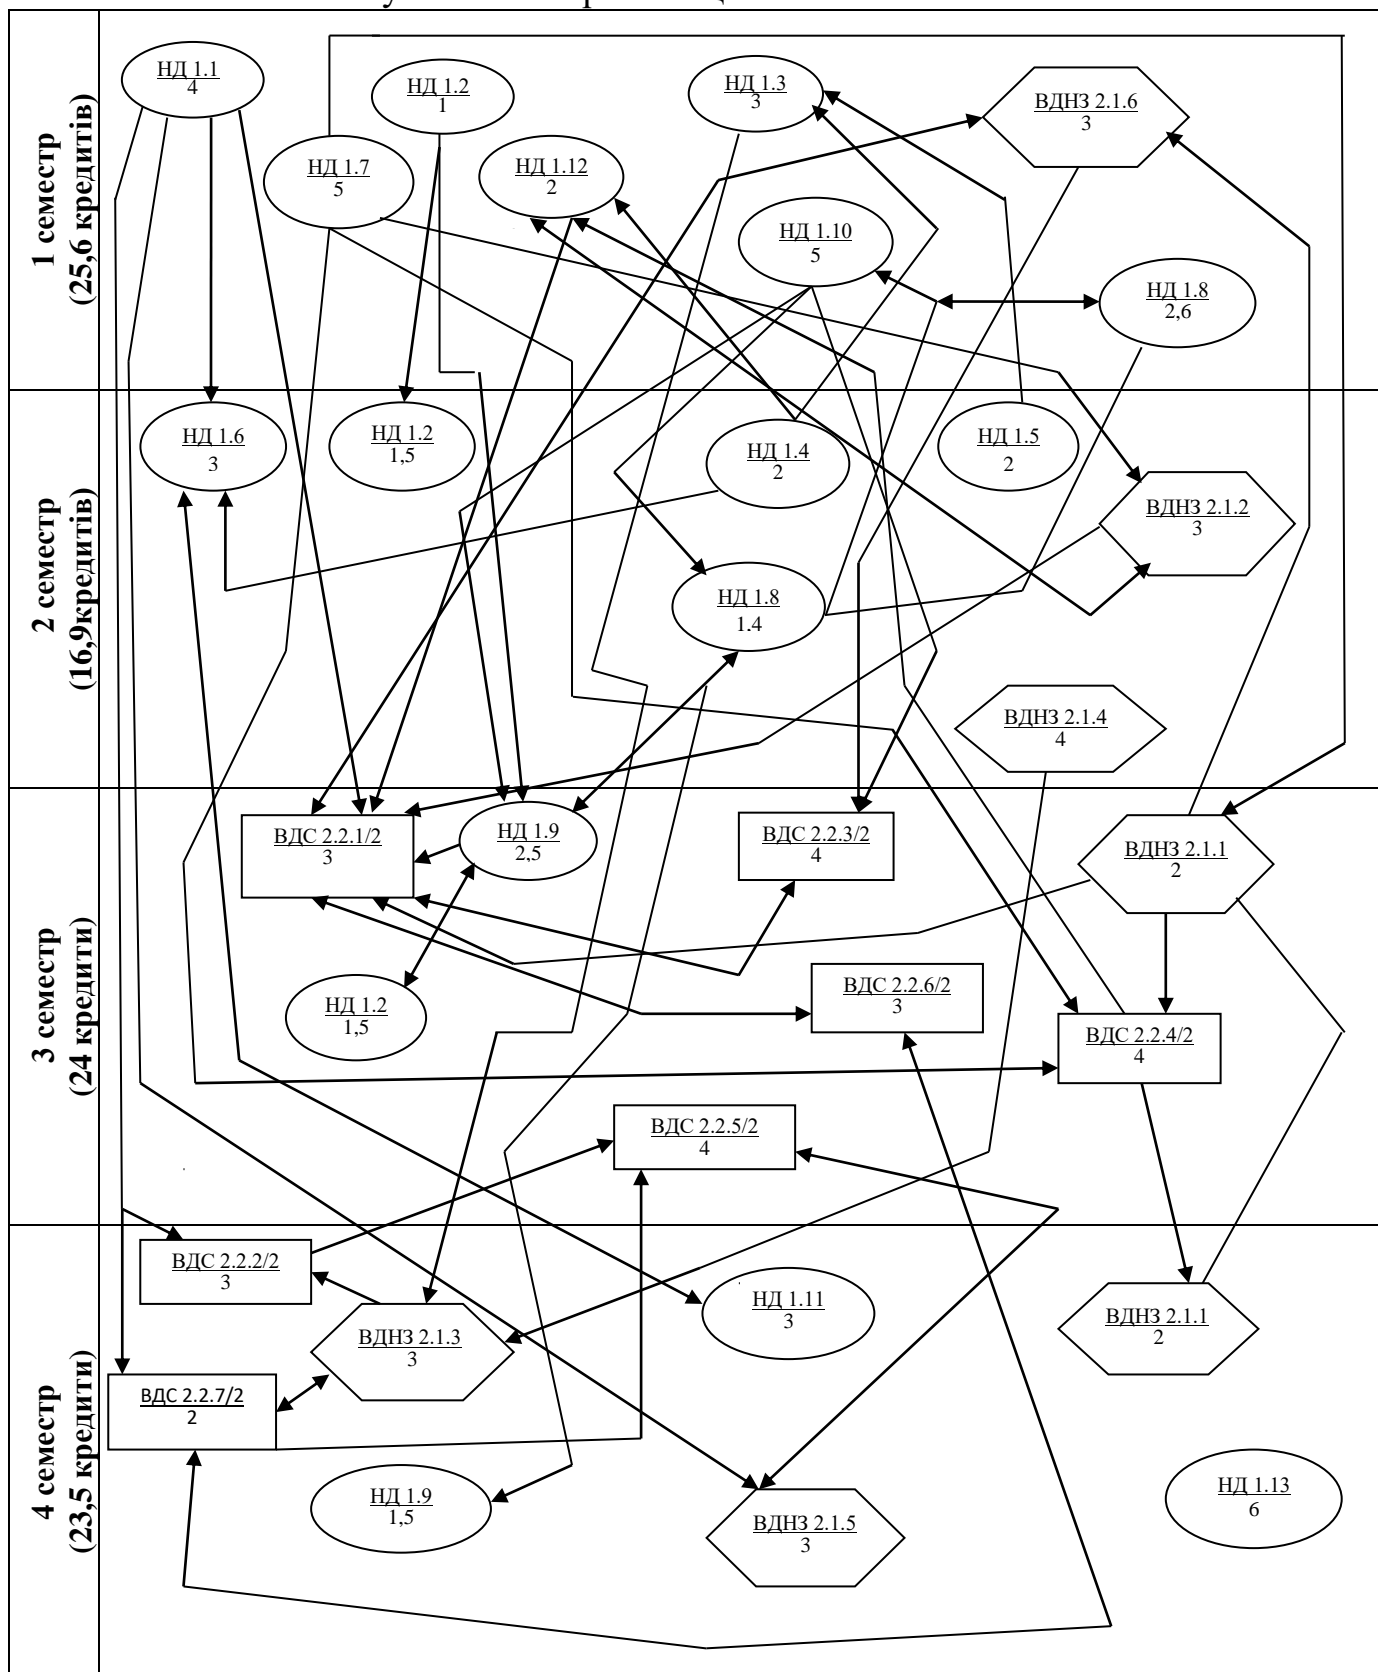 1 семестр
(25,6 кредитів)
НД 1.1
4
НД 1.2
1
НД 1.3
3
ВДНЗ 2.1.6
3
НД 1.7
5
НД 1.12
2
НД 1.10
5
НД 1.8
2,6
2 семестр
(16,9кредитів)
НД 1.6
3
НД 1.2
1,5
НД 1.4
2
НД 1.5
2
ВДНЗ 2.1.2
3
НД 1.8
1.4
ВДНЗ 2.1.4
4
3 семестр
(24 кредити)
ВДС 2.2.1/2
3
НД 1.9
2,5
ВДС 2.2.3/2
4
ВДНЗ 2.1.1
2
НД 1.2
1,5
ВДС 2.2.6/2
3
ВДС 2.2.4/2
4
ВДС 2.2.5/2
4
4 семестр
(23,5 кредити)
ВДС 2.2.2/2
3
НД 1.11
3
ВДНЗ 2.1.1
2
ВДНЗ 2.1.3
3
ВДС 2.2.7/2
2
НД 1.9
1,5
ВДНЗ 2.1.5
3
НД 1.13
6